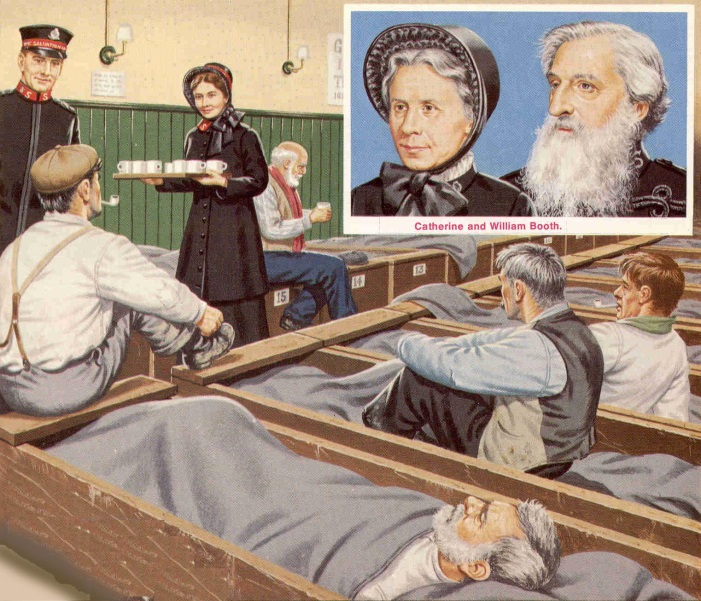 THE SALVATION ARMY
S S
G
T
Catherine and William Booth.
15
14
13